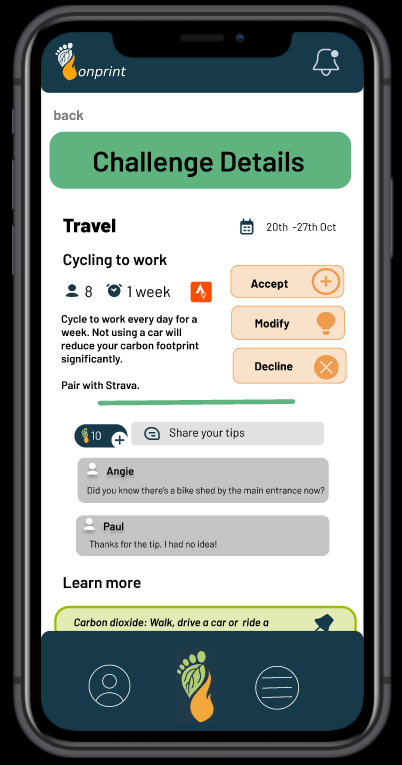 onprint
back
Challenge Details
Travel
20th -27th Oct
Cycling to work
8
1 week
Accept
Cycle to work every day for a
week. Not using a car will
reduce your carbon footprint
significantly.
Modify
Decline
Pair with Strava.
10
Share your tips
Angie
Did you know there's a bike shed by the main entrance now?
Paul
Thanks for the tip, I had no idea!
Learn more
Carbon dioxide: Walk, drive a car or ride a